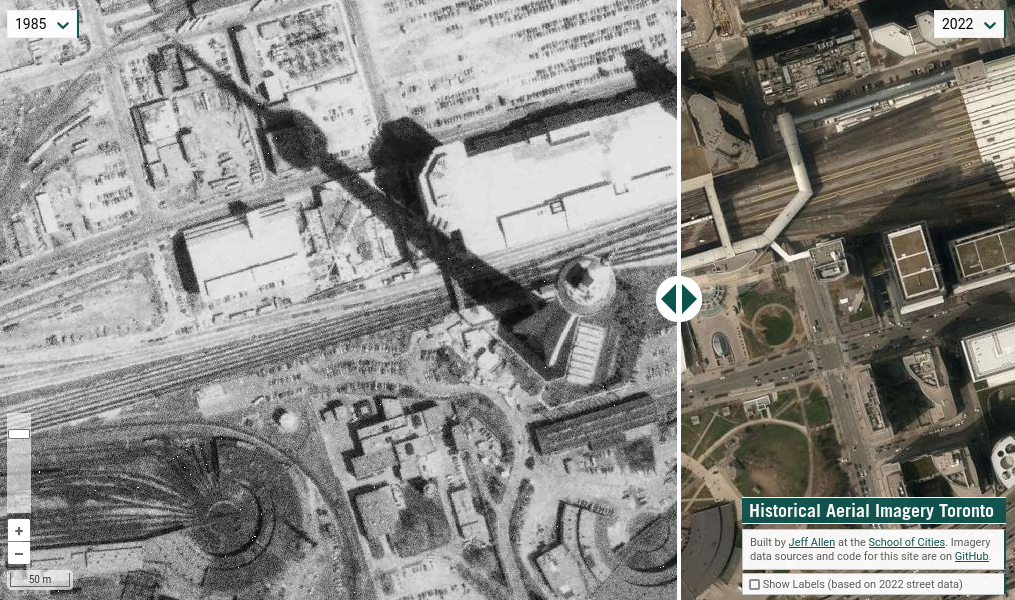 1985
2022
+
−
50 m
Historical Aerial Imagery Toronto
Built by Jeff Allen at the School of Cities. Imagery
data sources and code for this site are on GitHub.
Show Labels (based on 2022 street data)